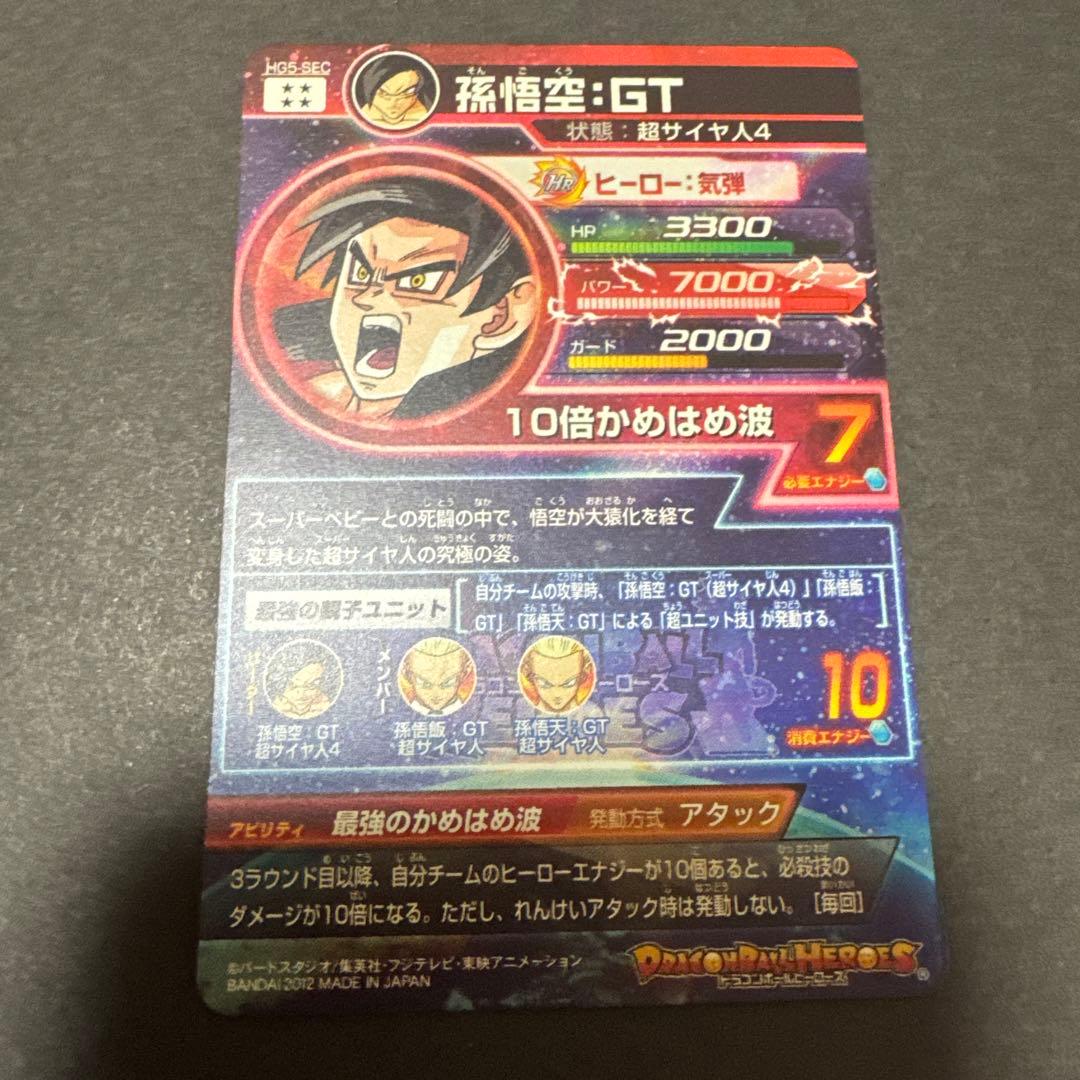 HG5-SEC
孫悟空:GT
そん ご くう
状態:超サイヤ人4
HR ヒーロー:気弾
HP 3300
パワー 7000
ガード 2000
10倍かめはめ波
7
必要エナジー
スーパーベビーとの死闘の中で、悟空が大猿化を経て
変身した超サイヤ人の究極の姿。
最強の親子ユニット
自分チームの攻撃時、「孫悟空:GT(超サイヤ人4)」「孫悟飯:
GT」「孫悟天:GT」による「超ユニット技」が発動する。
リーダー
孫悟空:GT
超サイヤ人4
メンバー
孫悟飯:GT
超サイヤ人
孫悟天:GT
超サイヤ人
10
消費エナジー
アビリティ 最強のかめはめ波 発動方式 アタック
3ラウンド目以降、自分チームのヒーローエナジーが10個あると、必殺技の
ダメージが10倍になる。ただし、れんけいアタック時は発動しない。[毎回]
バードスタジオ/集英社・フジテレビ・東映アニメーション
BANDAI 2012 MADE IN JAPAN
DRAGONBALL HEROES
ドラゴンボールヒーローズ
®